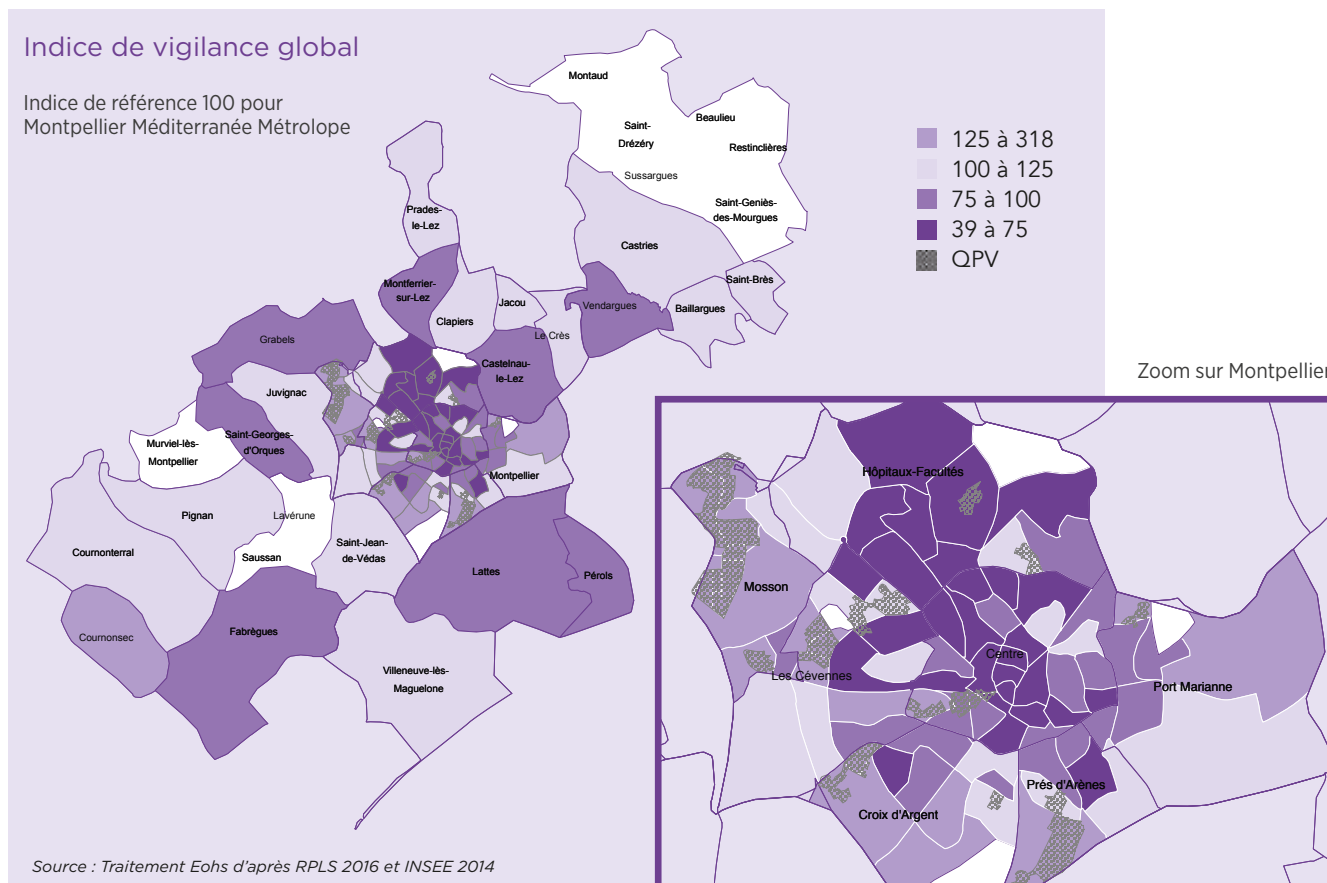 Indice de vigilance global
Indice de référence 100 pour
Montpellier Méditerranée Métrolope
125 à 318
100 à 125
75 à 100
39 à 75
QPV
Montaud
Beaulieu
Saint-
Drézéry
Restinclières
Sussargues
Saint-Geniès-
des-Mourgues
Prades-
le-Lez
Castries
Saint-Brès
Montferrier-
sur-Lez
Jacou
Vendargues
Baillargues
Clapiers
Le Crès
Grabels
Castelnau-
le-Lez
Juvignac
Saint-Georges-
d'Orques
Murviel-lès-
Montpellier
Montpellier
Pignan
Lavérune
Cournonterral
Saussan
Saint-Jean-
de-Védas
Lattes
Pérols
Cournonsec
Fabrègues
Villeneuve-lès-
Maguelone
Zoom sur Montpellier
Hôpitaux-Facultés
Mosson
Centre
Les Cévennes
Port Marianne
Prés d'Arènes
Croix d'Argent
Source : Traitement Eohs d'après RPLS 2016 et INSEE 2014